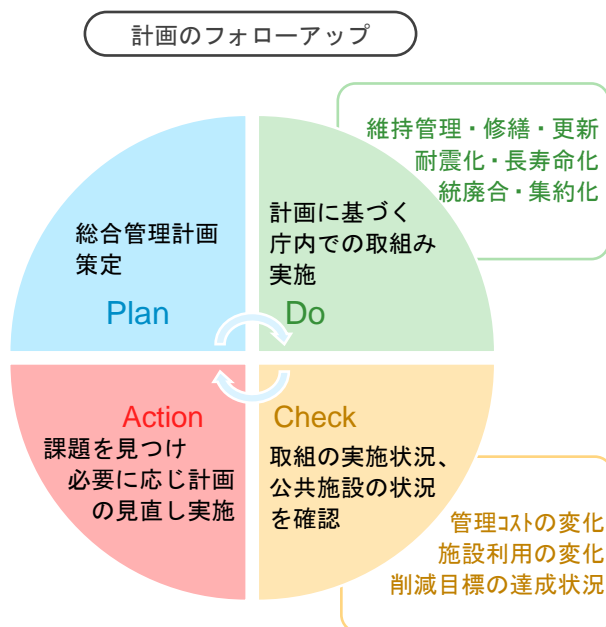 計画のフォローアップ
維持管理・修繕・更新
耐震化・長寿命化
統廃合・集約化
総合管理計画
策定
Plan
計画に基づく
庁内での取組み
実施
Do
Action
課題を見つけ
必要に応じ計画
の見直し実施
Check
取組の実施状況、
公共施設の状況
を確認
管理ｺｽﾄの変化
施設利用の変化
削減目標の達成状況